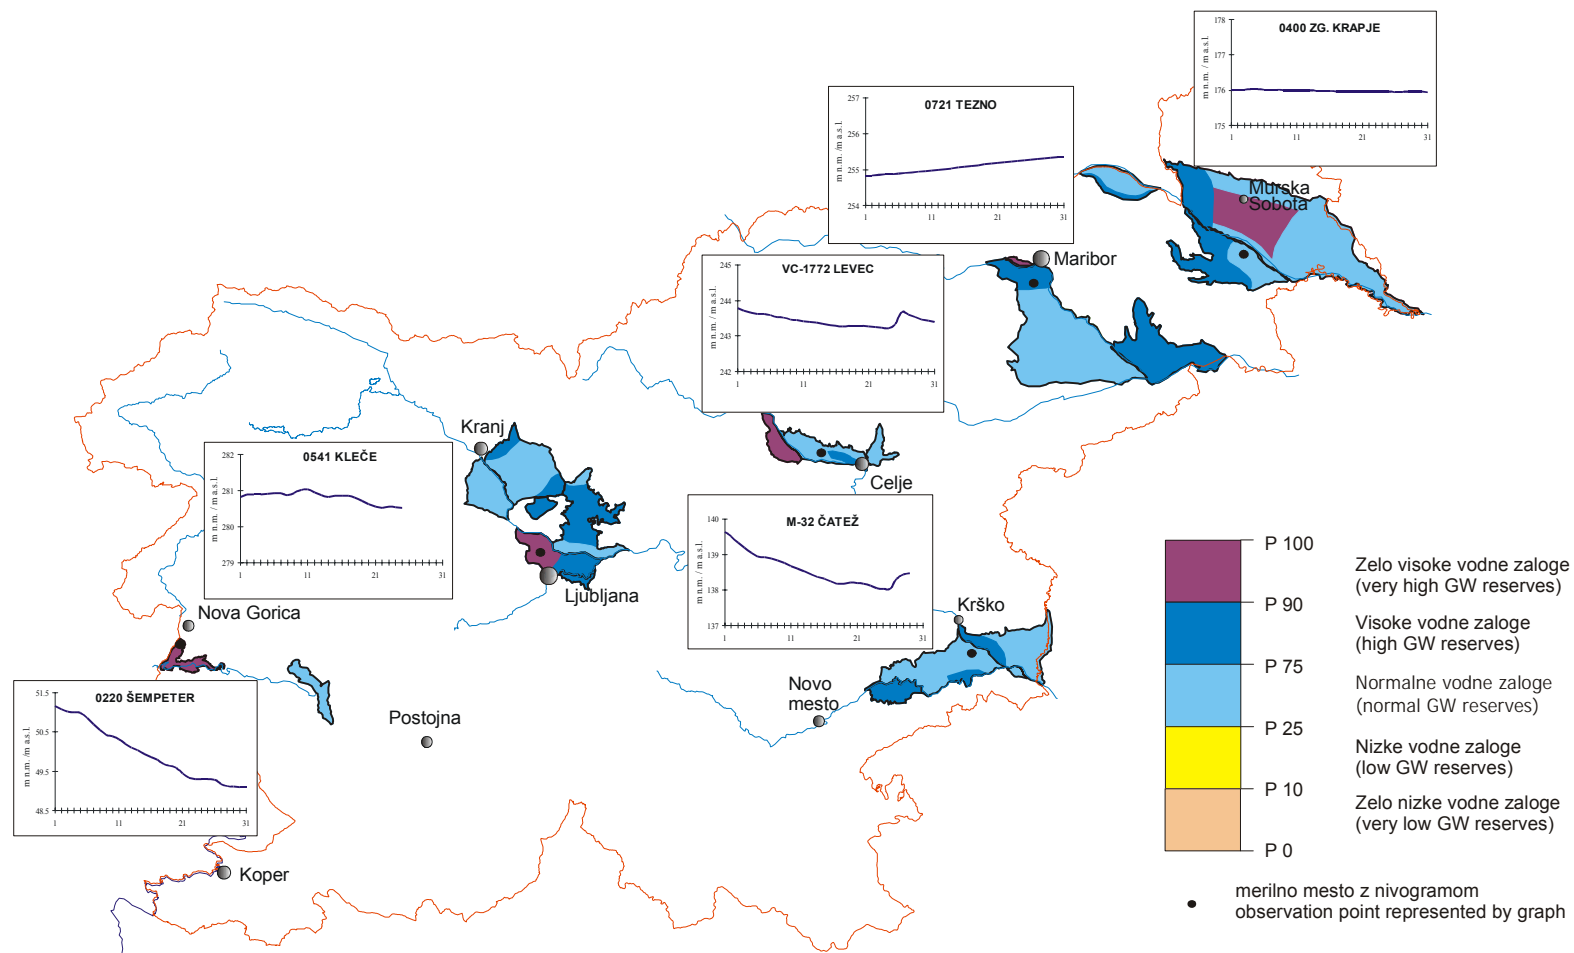 0400 ZG. KRAPJE
m n.m. / m a.s.l.
178
177
176
175
1
11
21
31
0721 TEZNO
m n.m. /m a.s.l.
257
256
255
254
1
11
21
31
Murska
Sobota
Maribor
VC-1772 LEVEC
m n.m. / m a.s.l.
245
244
243
242
1
11
21
31
Kranj
Celje
0541 KLEČE
m n.m. / m a.s.l.
282
281
280
279
1
11
21
31
Ljubljana
M-32 ČATEŽ
m n.m. / m a.s.l.
140
139
138
137
1
11
21
31
Nova Gorica
Krško
Novo
mesto
Postojna
0220 ŠEMPETER
m n.m. /m a.s.l.
51.5
50.5
49.5
48.5
1
11
21
31
Koper
P 100
Zelo visoke vodne zaloge
(very high GW reserves)
P 90
Visoke vodne zaloge
(high GW reserves)
P 75
Normalne vodne zaloge
(normal GW reserves)
P 25
Nizke vodne zaloge
(low GW reserves)
P 10
Zelo nizke vodne zaloge
(very low GW reserves)
P 0
merilno mesto z nivogramom
observation point represented by graph